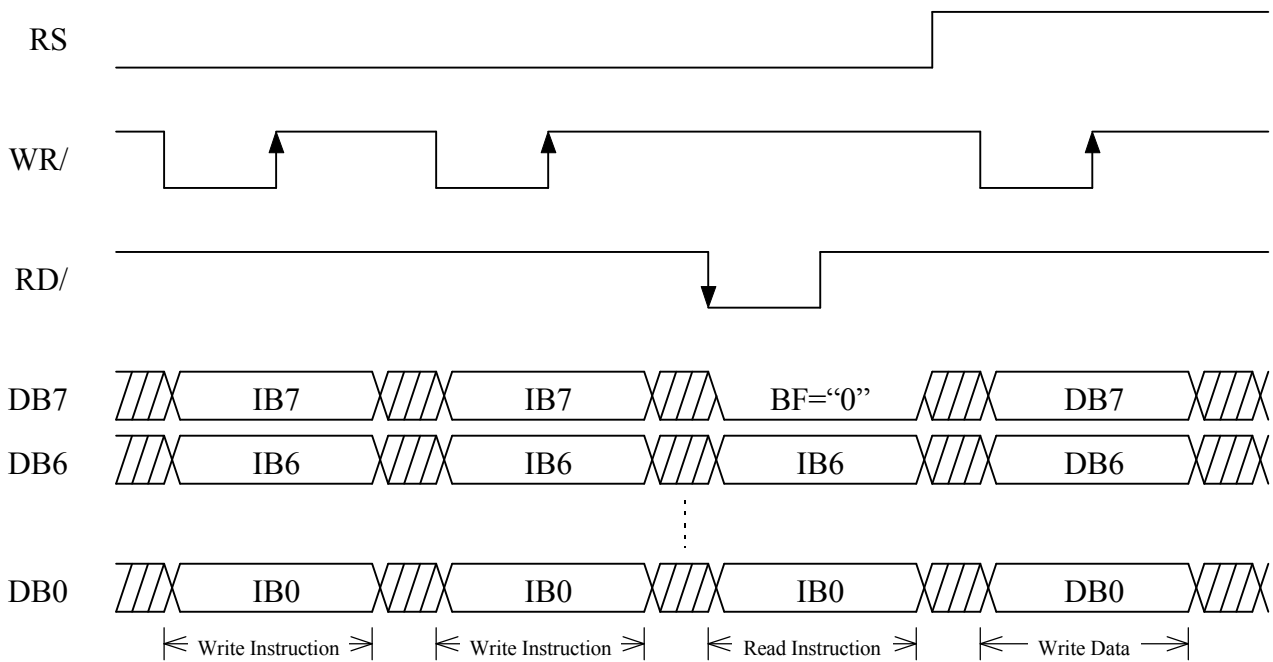 RS
WR/
RD/
DB7 IB7 IB7 BF=“0” DB7
DB6 IB6 IB6 IB6 DB6
DB0 IB0 IB0 IB0 DB0
Write Instruction Write Instruction Read Instruction Write Data